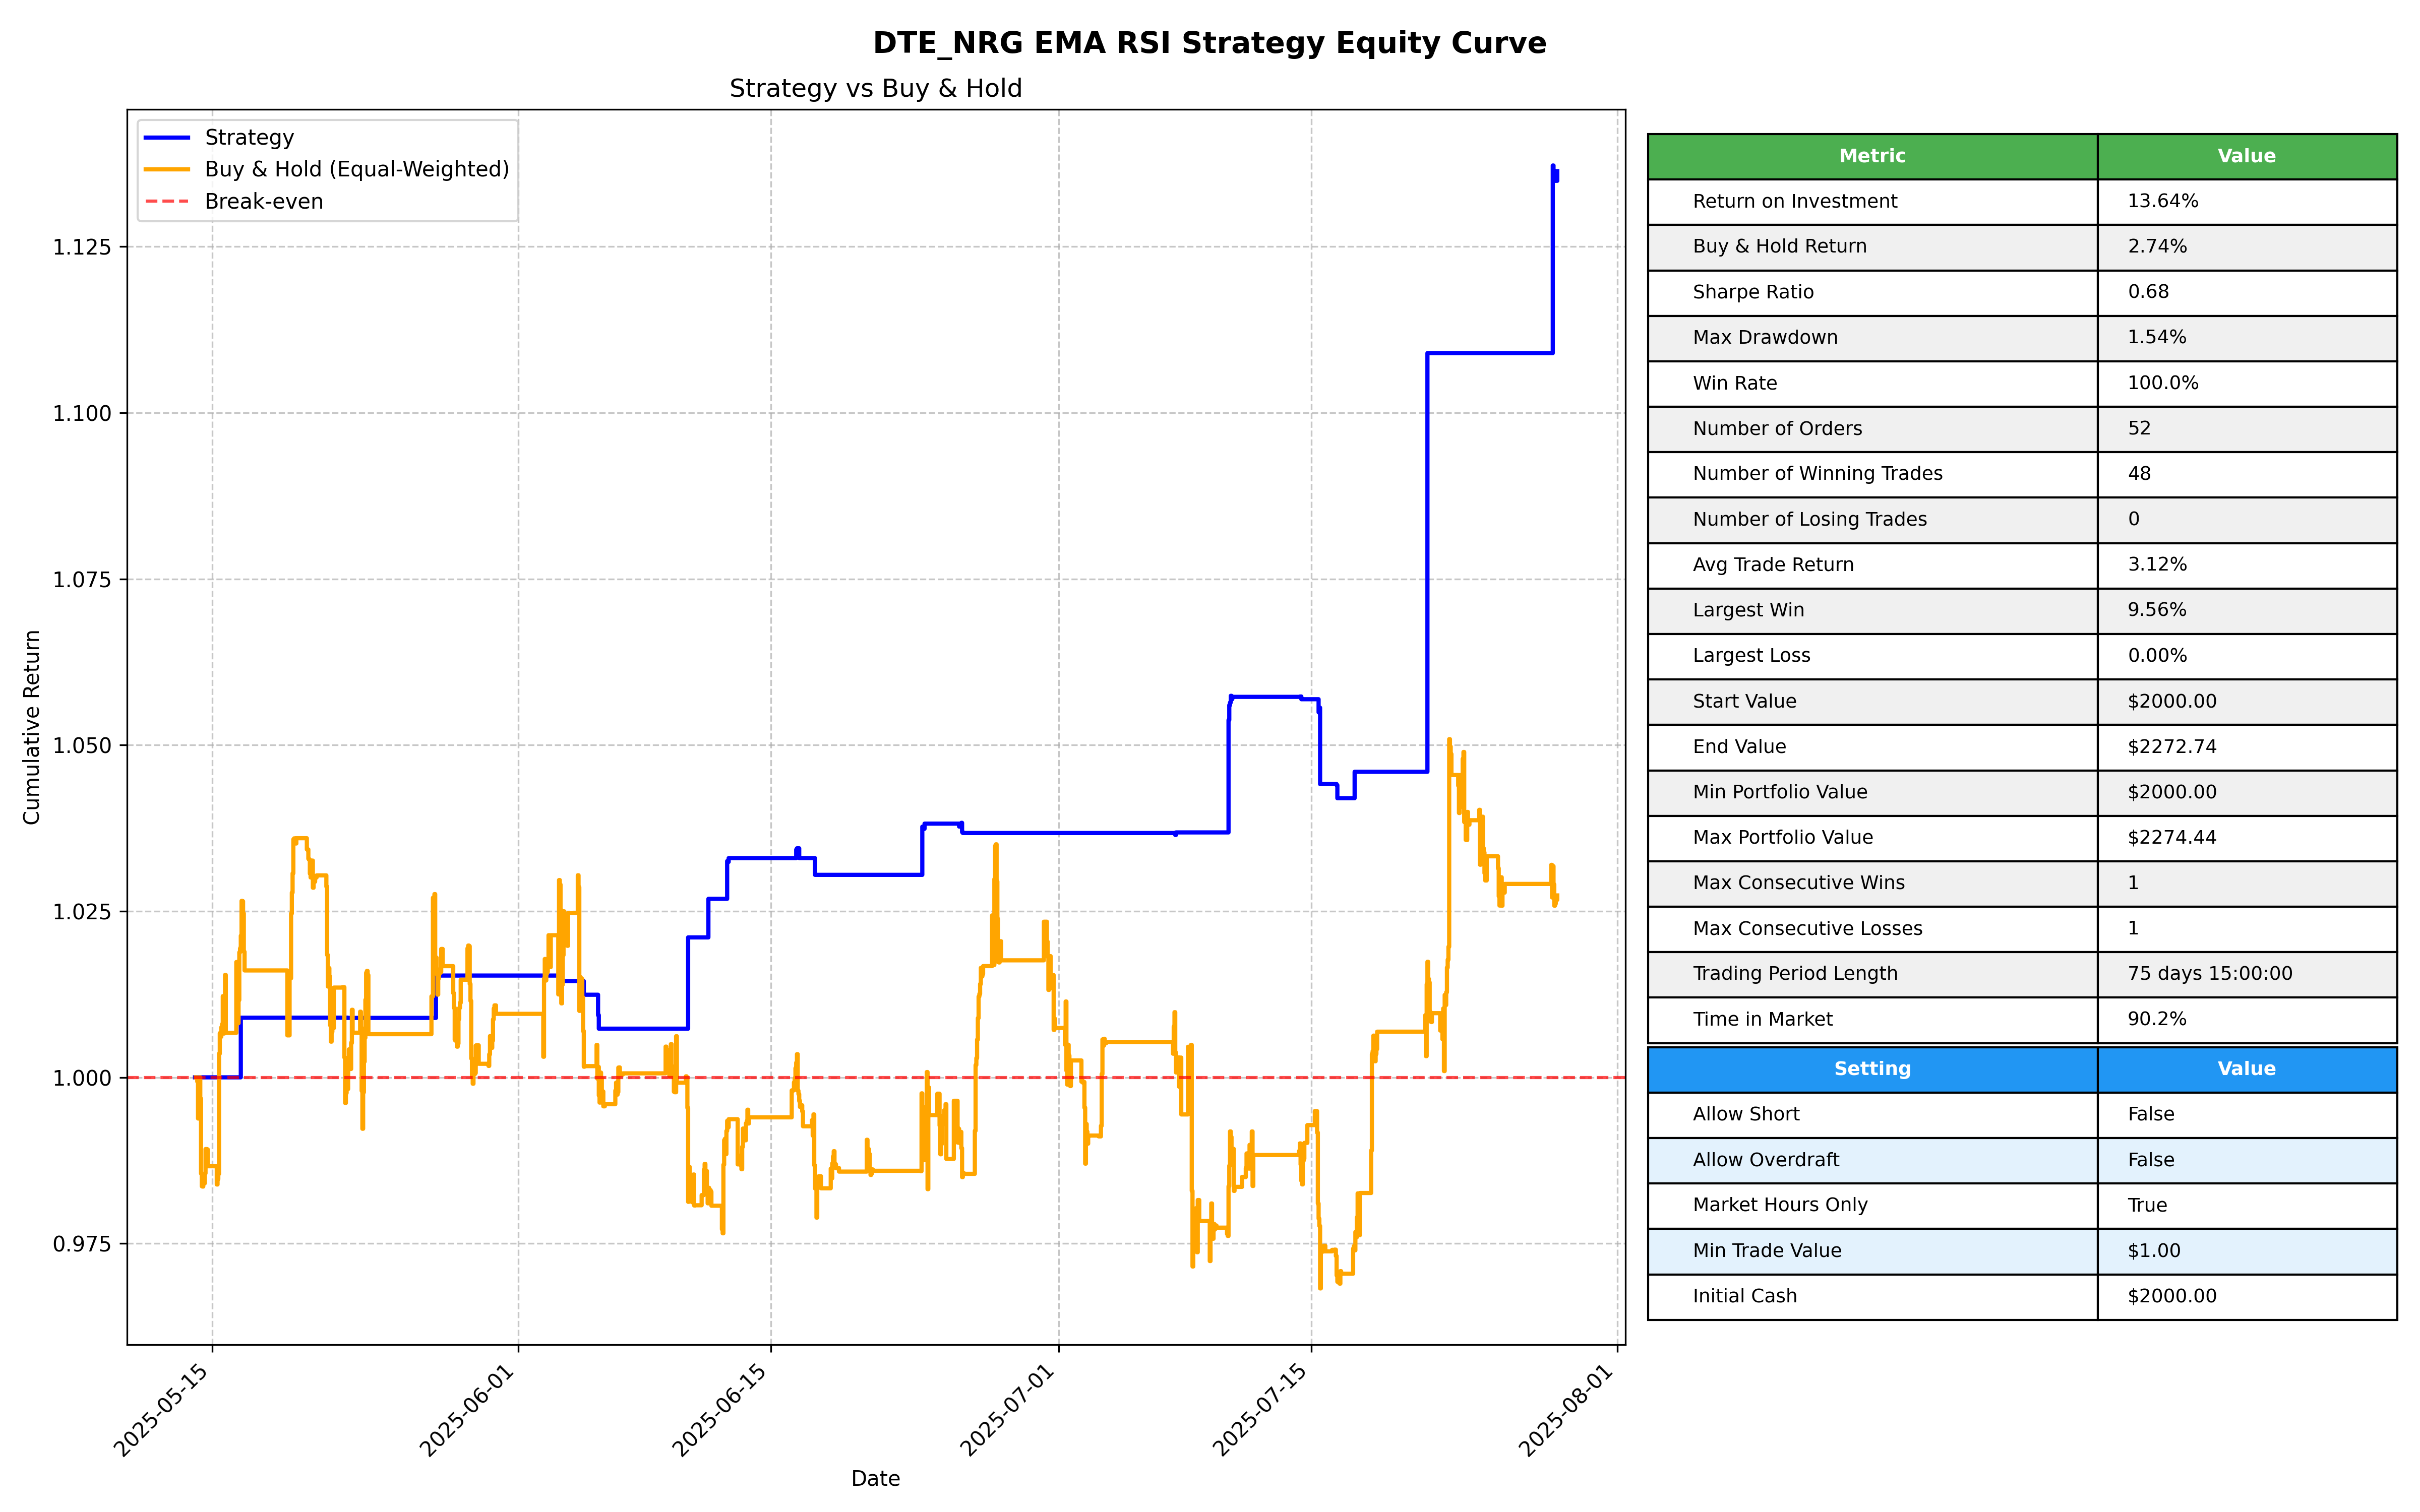 DTE_NRG EMA RSI Strategy Equity Curve
Strategy vs Buy & Hold
Strategy
Buy & Hold (Equal-Weighted)
Break-even
Cumulative Return
1.125
1.100
1.075
1.050
1.025
1.000
0.975
2025-05-15
2025-06-01
2025-06-15
2025-07-01
2025-07-15
2025-08-01
Date
Metric Value
Return on Investment 13.64%
Buy & Hold Return 2.74%
Sharpe Ratio 0.68
Max Drawdown 1.54%
Win Rate 100.0%
Number of Orders 52
Number of Winning Trades 48
Number of Losing Trades 0
Avg Trade Return 3.12%
Largest Win 9.56%
Largest Loss 0.00%
Start Value $2000.00
End Value $2272.74
Min Portfolio Value $2000.00
Max Portfolio Value $2274.44
Max Consecutive Wins 1
Max Consecutive Losses 1
Trading Period Length 75 days 15:00:00
Time in Market 90.2%
Setting Value
Allow Short False
Allow Overdraft False
Market Hours Only True
Min Trade Value $1.00
Initial Cash $2000.00